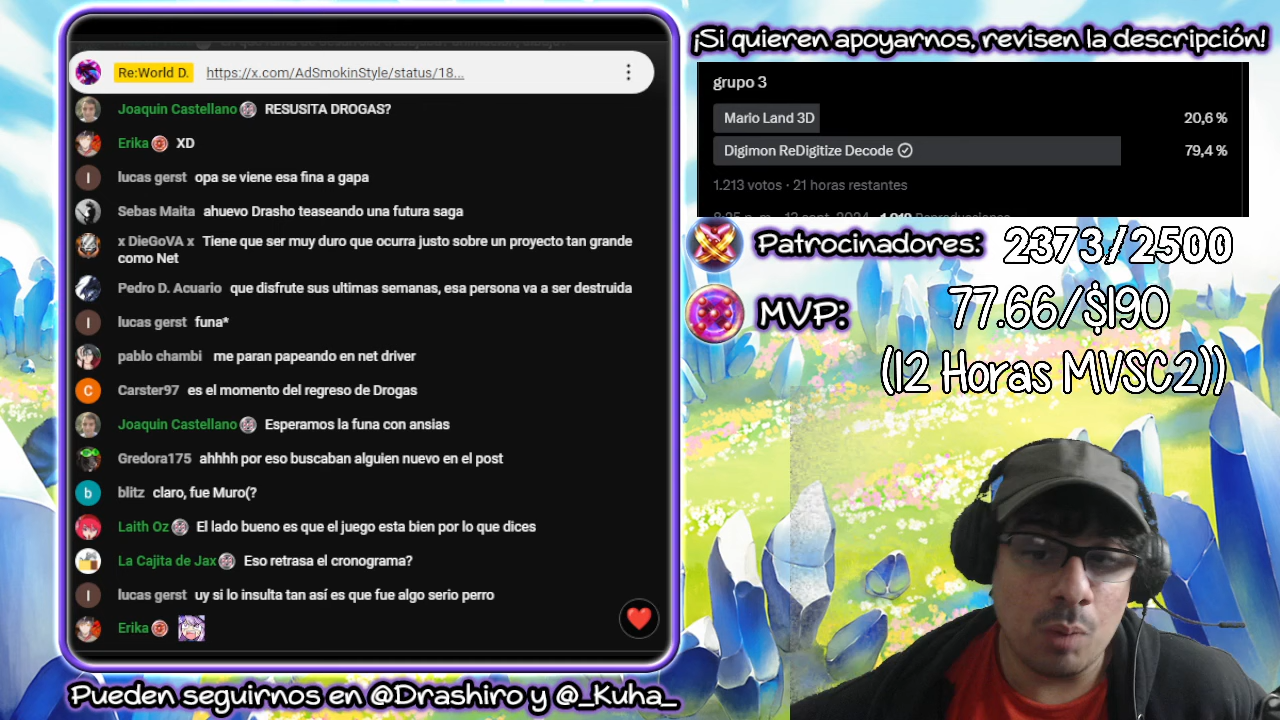 Re:World D. https://x.com/AdSmokinStyle/status/18...
Joaquin Castellano RESUSITA DROGAS?
Erika XD
lucas gerst opa se viene esa fina a gapa
Sebas Maita ahuevo Drasho teaseando una futura saga
x DieGoVA x Tiene que ser muy duro que ocurra justo sobre un proyecto tan grande
como Net
Pedro D. Acuario que disfrute sus ultimas semanas, esa persona va a ser destruida
lucas gerst funa*
pablo chambi me paran papeando en net driver
Carster97 es el momento del regreso de Drogas
Joaquin Castellano Esperamos la funa con ansias
Gredora175 ahhhh por eso buscaban alguien nuevo en el post
blitz claro, fue Muro(?
Laith Oz El lado bueno es que el juego esta bien por lo que dices
La Cajita de Jax Eso retrasa el cronograma?
lucas gerst uy si lo insulta tan así es que fue algo serio perro
Erika
Pueden seguirnos en @Drashiro y @_Kuha_
¡Si quieren apoyarnos, revisen la descripción!
grupo 3
Mario Land 3D 20,6 %
Digimon ReDigitize Decode 79,4 %
1.213 votos · 21 horas restantes
Patrocinadores: 2373/2500
MVP: 77.66/$190
(12 Horas MVSC2))